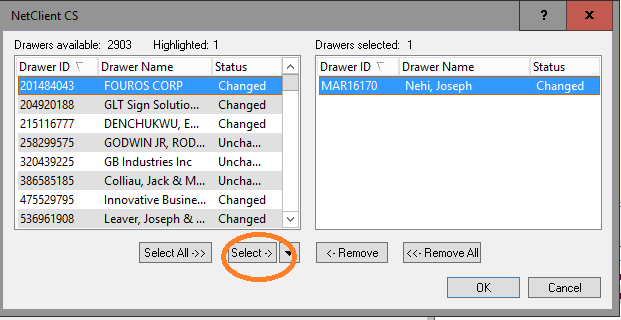 NetClient CS
? X
Drawers available: 2903 Highlighted: 1 Drawers selected: 1
Drawer ID Drawer Name Status
201484043 FOUROS CORP Changed
204920188 GLT Sign Solutio... Changed
215116777 DENCHUKWU, E... Changed
258299575 GODWIN JR, ROD... Uncha...
320439225 GB Industries Inc Uncha...
386585185 Colliau, Jack & M... Uncha...
475529795 Innovative Busine... Changed
536961908 Leaver, Joseph & ... Changed
Drawer ID Drawer Name Status
MAR16170 Nehi, Joseph Changed
Select All ->> Select -> <- Remove <<- Remove All
OK Cancel